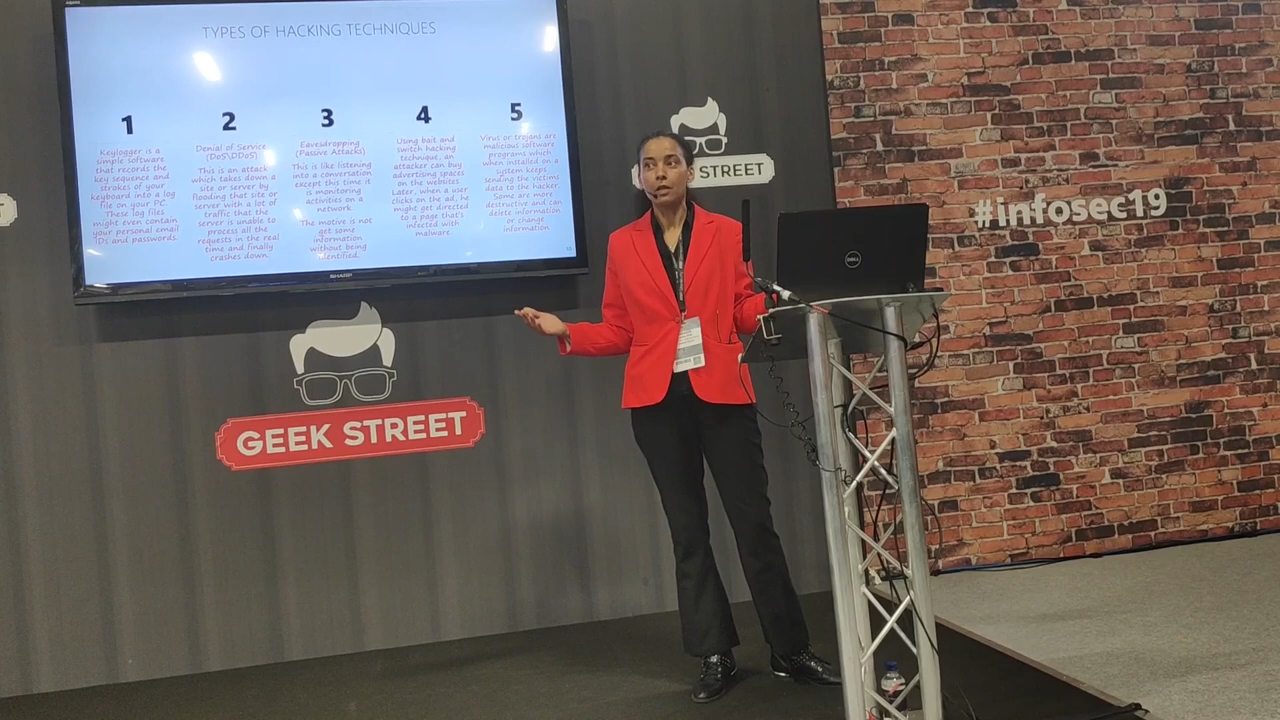 TYPES OF HACKING TECHNIQUES
1
Keylogger is a
simple software
that records the
key sequence and
strokes of your
keyboard into a log
file on your PC.
These log files
might even contain
your personal email
IDs and passwords.
2
Denial of Service
(DoS\DDoS)
This is an attack
which takes down a
site or server by
flooding that site or
server with a lot of
traffic that the
server is unable to
process all the
requests in the real
time and finally
crashes down.
3
Eavesdropping
(Passive Attacks)
This is like listening
into a conversation
except this time it
is monitoring
activities on a
network
The motive is not
get some
information
without being
identified.
4
Using bait and
switch hacking
technique, an
attacker can buy
advertising spaces
on the websites.
Later, when a user
clicks on the ad, he
might get directed
to a page that's
infected with
malware.
5
Virus or trojans are
malicious software
programs which
when installed on a
system keeps
sending the victims
data to the hacker.
Some are more
destructive and can
delete information
or change
information
10
SHARP
STREET
#infosec19
DELL
GEEK STREET